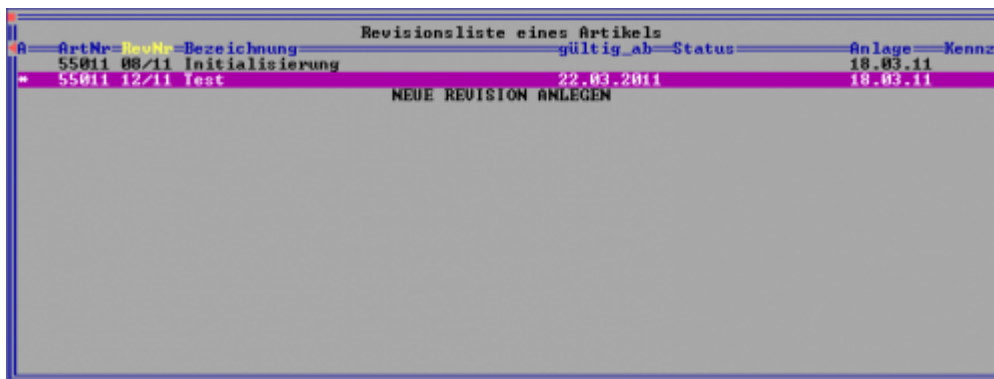 Revisionsliste eines Artikels
A ArtNr RevNr Bezeichnung gültig_ab Status Anlage Kennz
55011 08/11 Initialisierung 18.03.11
* 55011 12/11 Test 22.03.2011 18.03.11
NEUE REVISION ANLEGEN